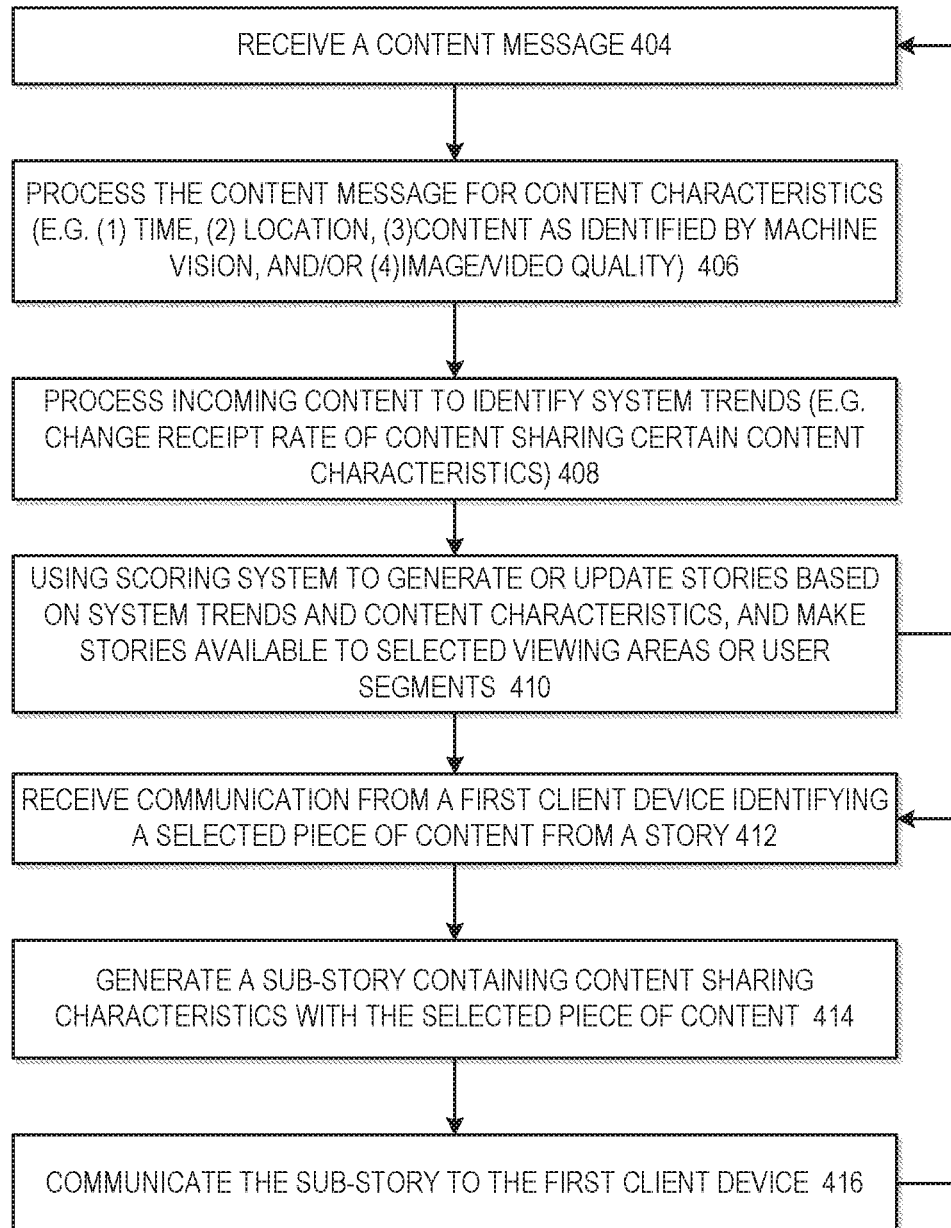 RECEIVE A CONTENT MESSAGE 404
PROCESS THE CONTENT MESSAGE FOR CONTENT CHARACTERISTICS
(E.G. (1) TIME, (2) LOCATION, (3)CONTENT AS IDENTIFIED BY MACHINE
VISION, AND/OR (4)IMAGE/VIDEO QUALITY) 406
PROCESS INCOMING CONTENT TO IDENTIFY SYSTEM TRENDS (E.G.
CHANGE RECEIPT RATE OF CONTENT SHARING CERTAIN CONTENT
CHARACTERISTICS) 408
USING SCORING SYSTEM TO GENERATE OR UPDATE STORIES BASED
ON SYSTEM TRENDS AND CONTENT CHARACTERISTICS, AND MAKE
STORIES AVAILABLE TO SELECTED VIEWING AREAS OR USER
SEGMENTS 410
RECEIVE COMMUNICATION FROM A FIRST CLIENT DEVICE IDENTIFYING
A SELECTED PIECE OF CONTENT FROM A STORY 412
GENERATE A SUB-STORY CONTAINING CONTENT SHARING
CHARACTERISTICS WITH THE SELECTED PIECE OF CONTENT 414
COMMUNICATE THE SUB-STORY TO THE FIRST CLIENT DEVICE 416